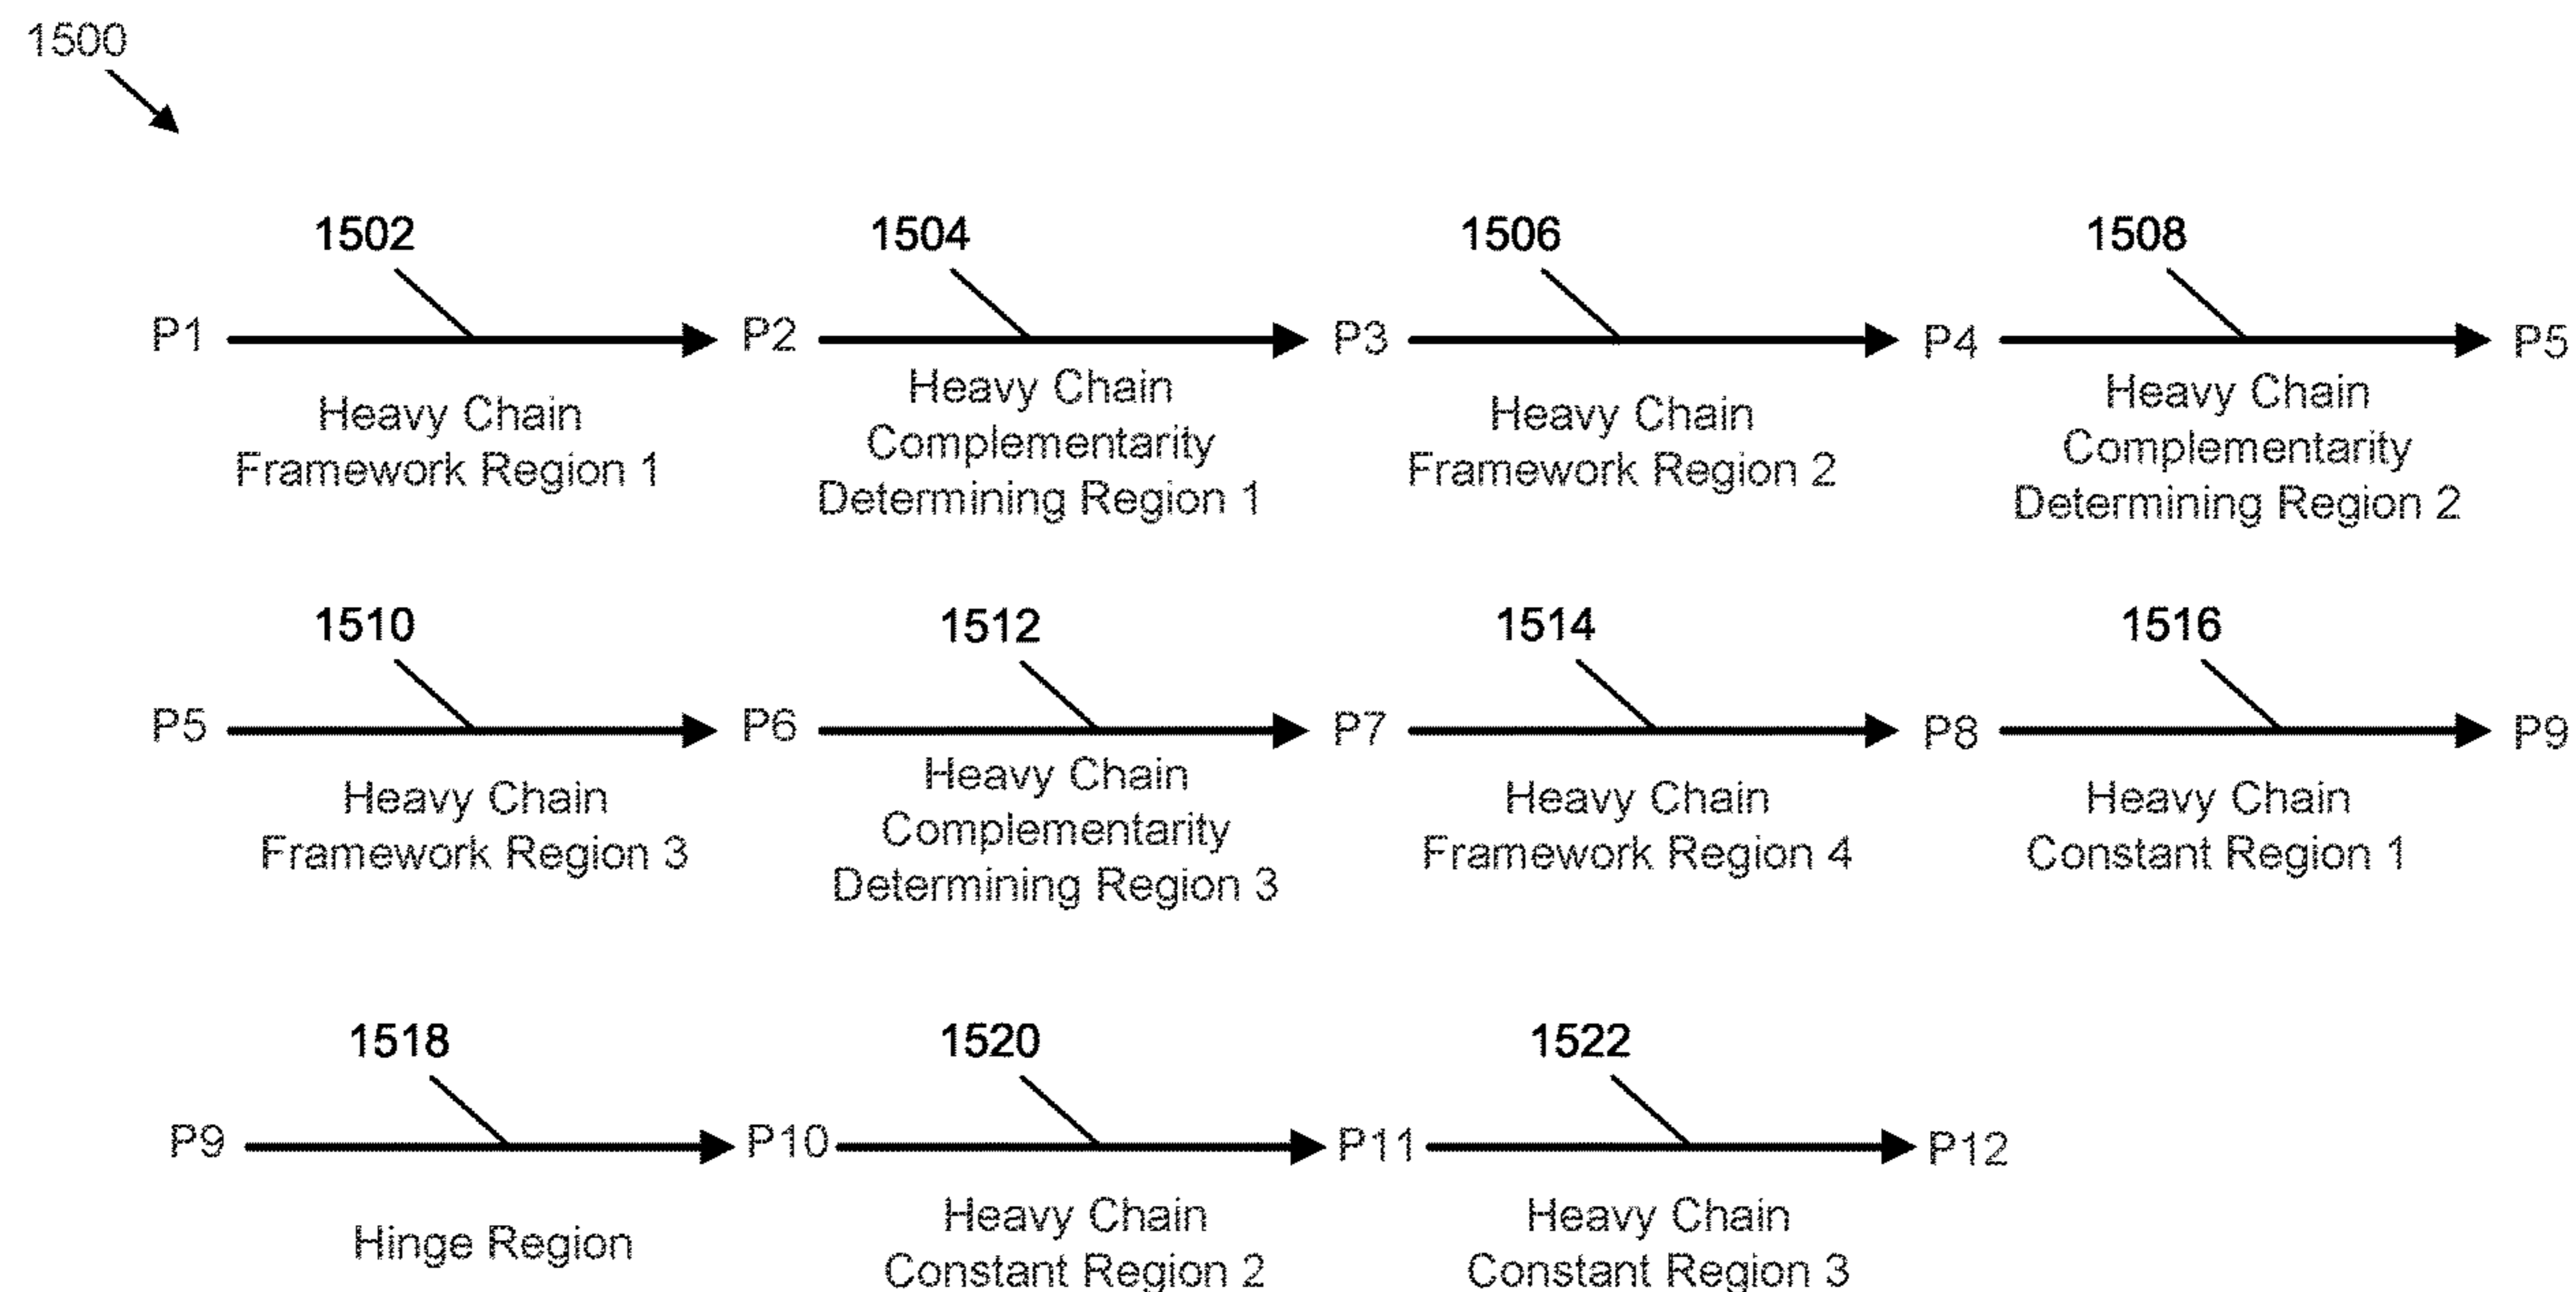 1500
1502
1504
1506
1508
P1
P2
P3
P4
P5
Heavy Chain
Framework Region 1
Heavy Chain
Complementarity
Determining Region 1
Heavy Chain
Framework Region 2
Heavy Chain
Complementarity
Determining Region 2
1510
1512
1514
1516
P5
P6
P7
P8
P9
Heavy Chain
Framework Region 3
Heavy Chain
Complementarity
Determining Region 3
Heavy Chain
Framework Region 4
Heavy Chain
Constant Region 1
1518
1520
1522
P9
P10
P11
P12
Hinge Region
Heavy Chain
Constant Region 2
Heavy Chain
Constant Region 3